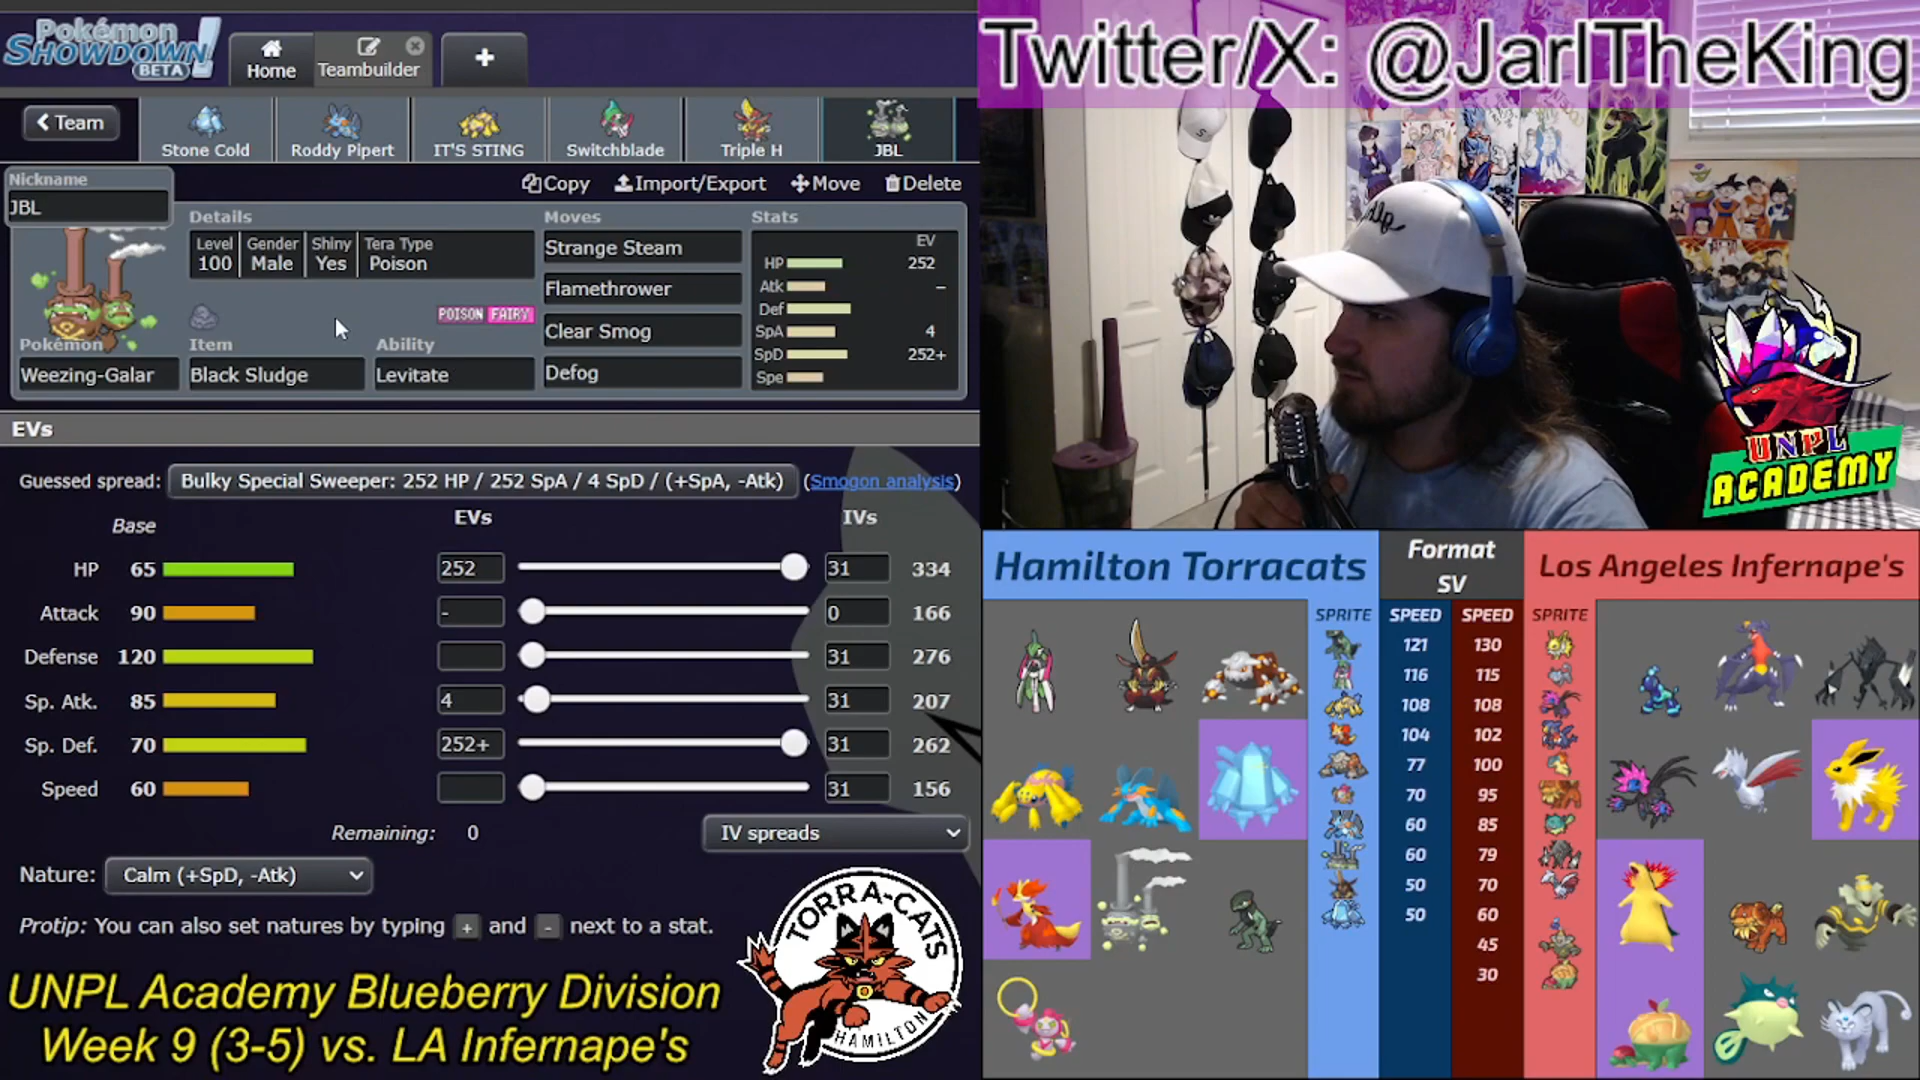 Pokémon
SHOWDOWN!
BETA
Home
Teambuilder
+
Twitter/X: @JarlTheKing
< Team
Stone Cold
Roddy Pipert
IT'S STING
Switchblade
Triple H
JBL
Nickname
JBL
Copy
Import/Export
Move
Delete
Details
Level
100
Gender
Male
Shiny
Yes
Tera Type
Poison
POISON FAIRY
Pokémon
Weezing-Galar
Item
Black Sludge
Ability
Levitate
Moves
Strange Steam
Flamethrower
Clear Smog
Defog
Stats
EV
HP 252
Atk –
Def
SpA 4
SpD 252+
Spe
EVs
Guessed spread: Bulky Special Sweeper: 252 HP / 252 SpA / 4 SpD / (+SpA, -Atk) (Smogon analysis)
Base EVs IVs
HP 65 252 31 334
Attack 90 - 0 166
Defense 120 31 276
Sp. Atk. 85 4 31 207
Sp. Def. 70 252+ 31 262
Speed 60 31 156
Remaining: 0
IV spreads
Nature: Calm (+SpD, -Atk)
Protip: You can also set natures by typing + and - next to a stat.
UNPL Academy Blueberry Division
Week 9 (3-5) vs. LA Infernape's
TORRA-CATS
HAMILTON
UNPL
ACADEMY
Hamilton Torracats
Format
SV
Los Angeles Infernape's
SPRITE SPEED SPEED SPRITE
121 130
116 115
108 108
104 102
77 100
70 95
60 85
60 79
50 70
50 60
45
30